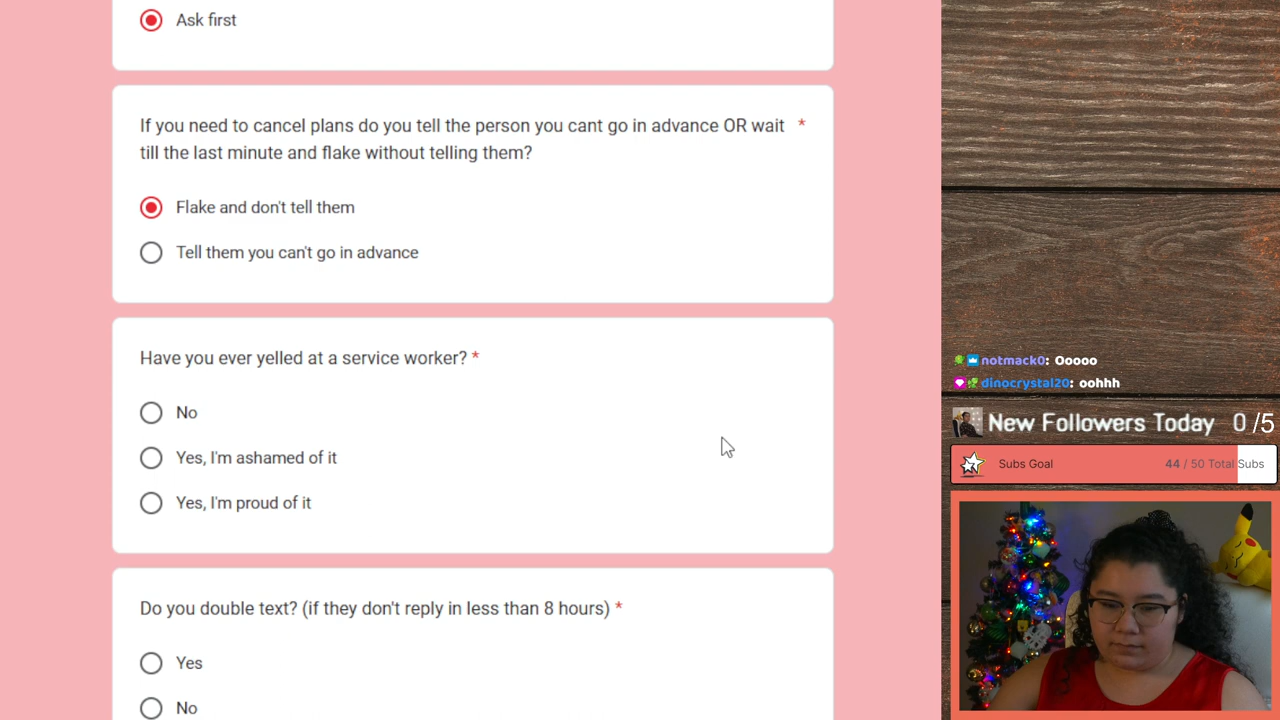 Ask first
If you need to cancel plans do you tell the person you cant go in advance OR wait *
till the last minute and flake without telling them?
Flake and don't tell them
Tell them you can't go in advance
Have you ever yelled at a service worker? *
No
Yes, I'm ashamed of it
Yes, I'm proud of it
Do you double text? (if they don't reply in less than 8 hours) *
Yes
No
notmack0: Ooooo
dinocrystal20: oohhh
New Followers Today 0 /5
Subs Goal 44 / 50 Total Subs